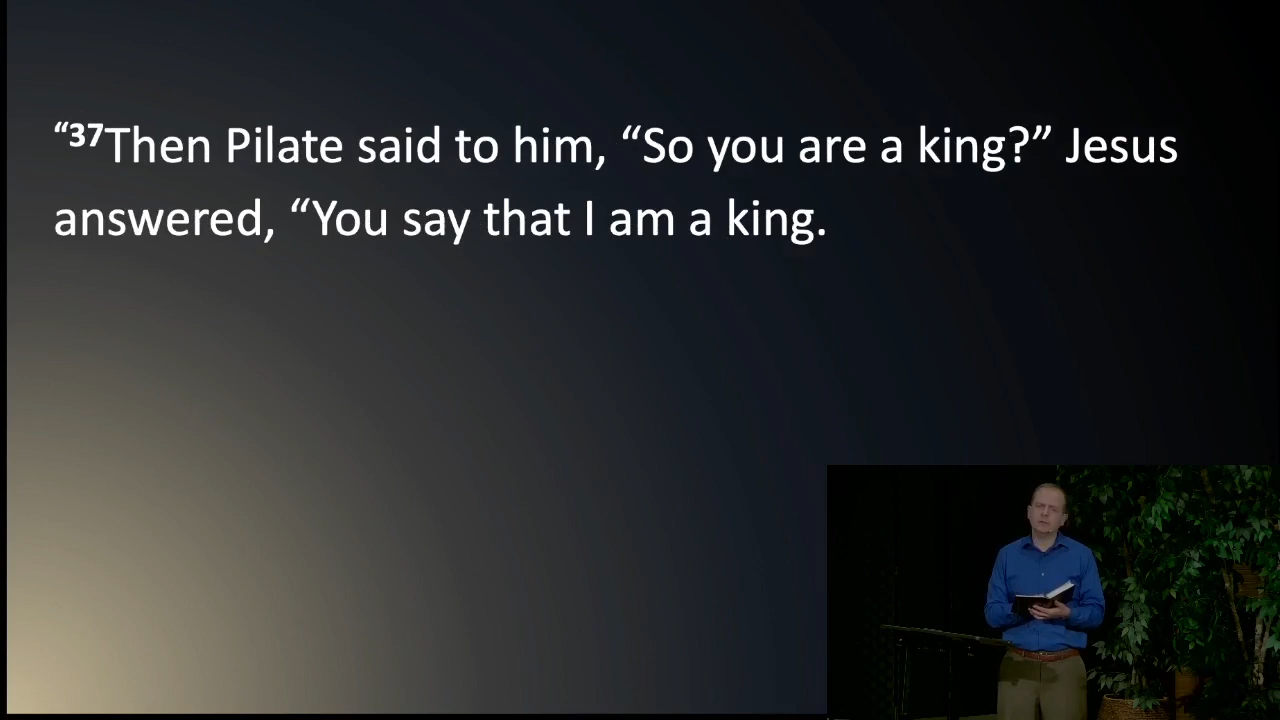 “37Then Pilate said to him, “So you are a king?” Jesus
answered, “You say that I am a king.